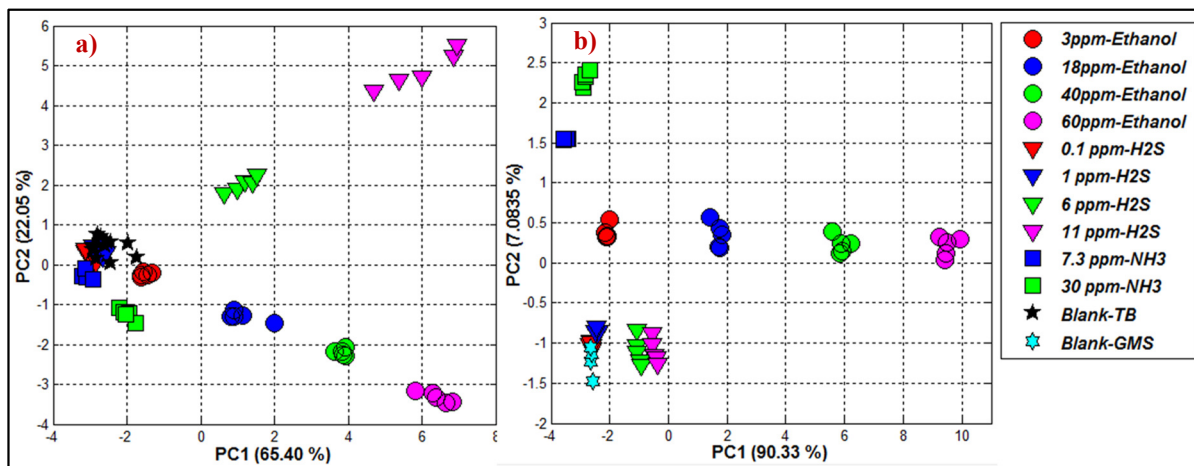 a)
6
5
4
3
2
1
0
-1
-2
-3
-4
PC2 (22.05 %)
-4 -2 0 2 4 6 8
PC1 (65.40 %)
b)
3
2.5
2
1.5
1
0.5
0
-0.5
-1
-1.5
-2
PC2 (7.0835 %)
-4 -2 0 2 4 6 8 10
PC1 (90.33 %)
3ppm-Ethanol
18ppm-Ethanol
40ppm-Ethanol
60ppm-Ethanol
0.1 ppm-H2S
1 ppm-H2S
6 ppm-H2S
11 ppm-H2S
7.3 ppm-NH3
30 ppm-NH3
Blank-TB
Blank-GMS